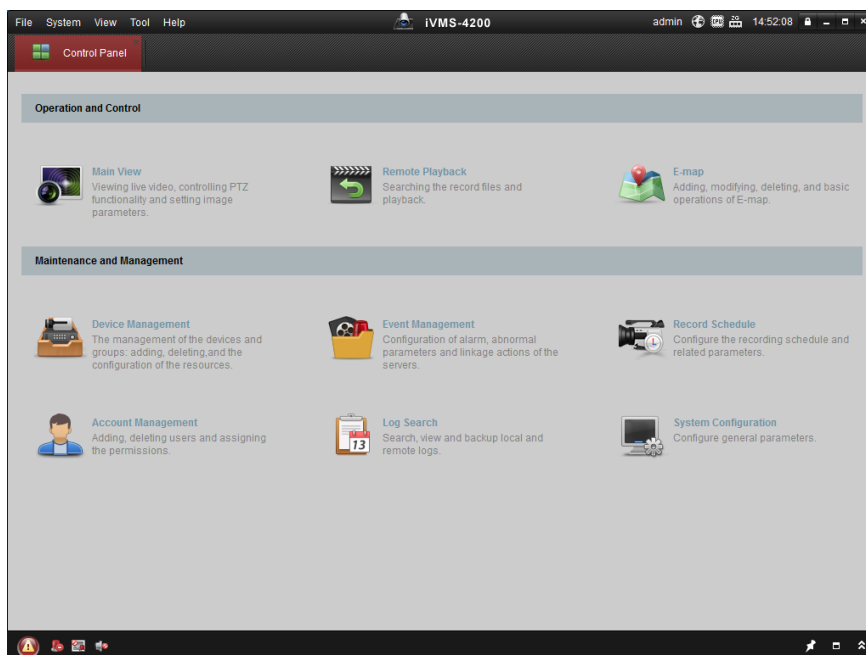 File System View Tool Help iVMS-4200 admin CPU 2G 14:52:08
Control Panel
Operation and Control
Main View
Viewing live video, controlling PTZ
functionality and setting image
parameters.
Remote Playback
Searching the record files and
playback.
E-map
Adding, modifying, deleting, and basic
operations of E-map.
Maintenance and Management
Device Management
The management of the devices and
groups: adding, deleting,and the
configuration of the resources.
Event Management
Configuration of alarm, abnormal
parameters and linkage actions of the
servers.
Record Schedule
Configure the recording schedule and
related parameters.
Account Management
Adding, deleting users and assigning
the permissions.
13
Log Search
Search, view and backup local and
remote logs.
System Configuration
Configure general parameters.